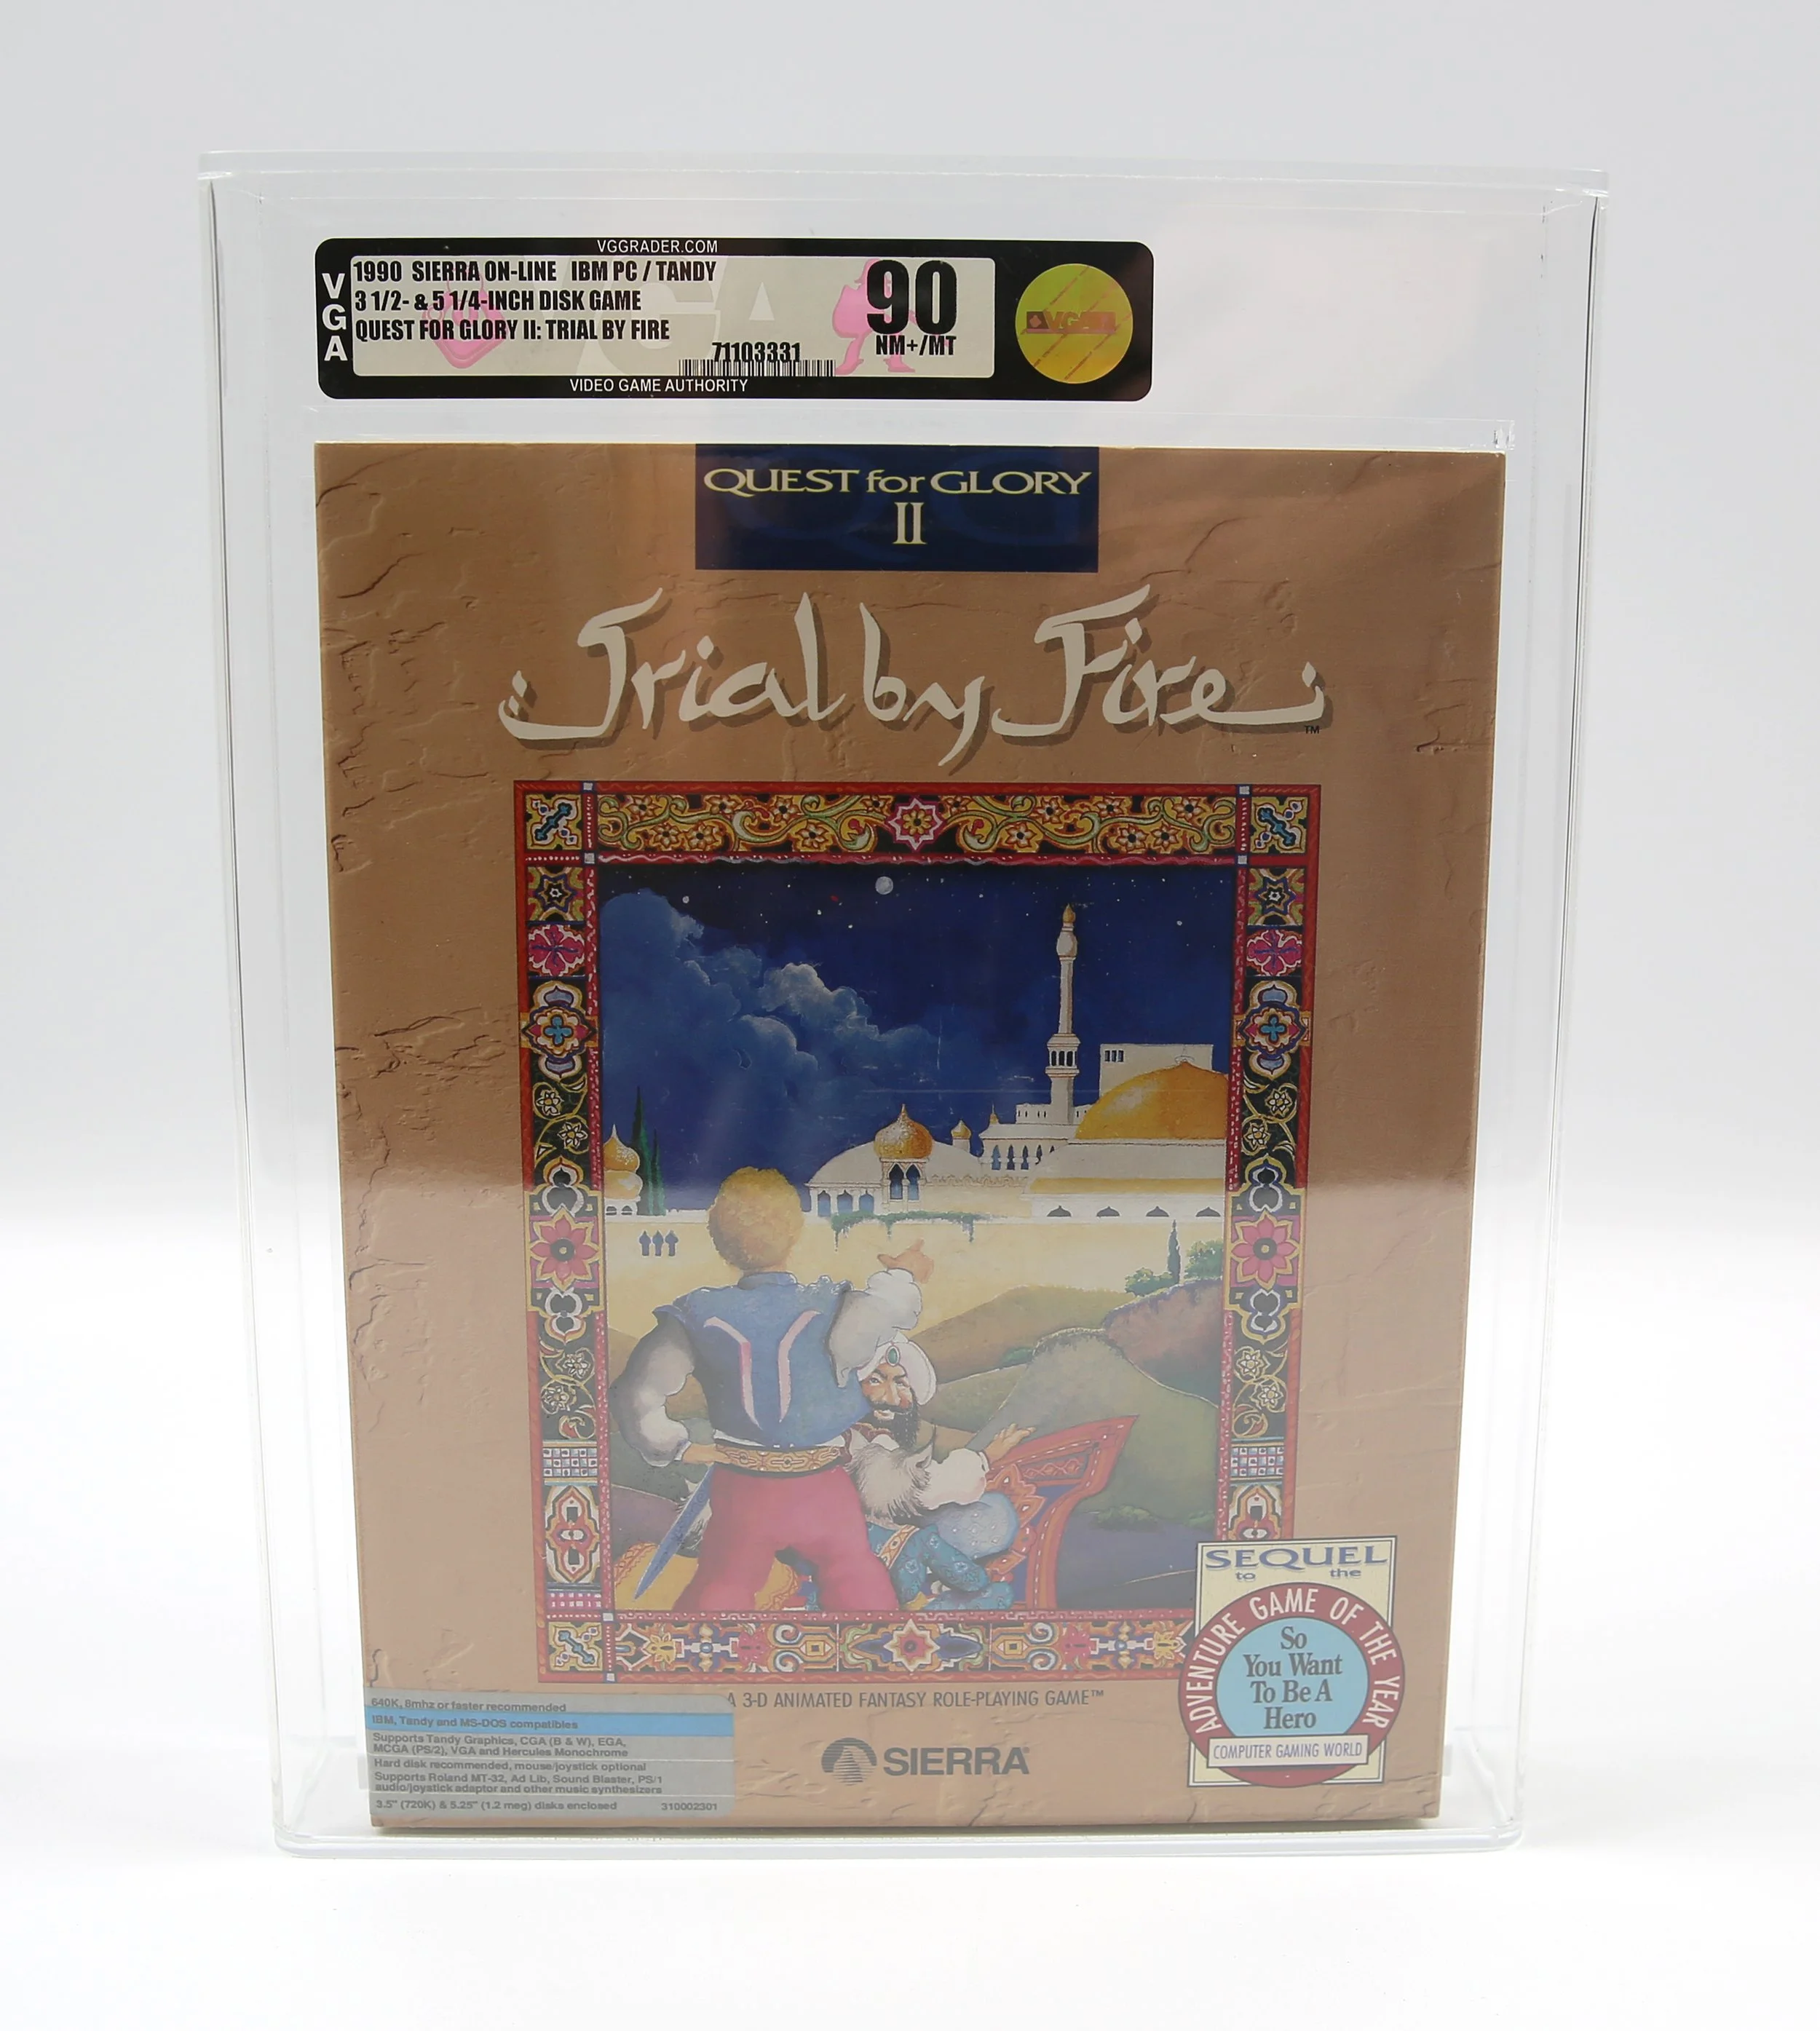 VGGRADER.COM
VGA
1990 SIERRA ON-LINE IBM PC / TANDY
3 1/2- & 5 1/4-INCH DISK GAME
QUEST FOR GLORY II: TRIAL BY FIRE
71103331
90
NM+/MT
VIDEO GAME AUTHORITY
VGA
QUEST for GLORY
II
Trial by Fire
TM
SEQUEL
to the
ADVENTURE GAME OF THE YEAR
So
You Want
To Be A
Hero
COMPUTER GAMING WORLD
A 3-D ANIMATED FANTASY ROLE-PLAYING GAME™
SIERRA®
640K, 8mhz or faster recommended
IBM, Tandy and MS-DOS compatibles
Supports Tandy Graphics, CGA (B & W), EGA,
MCGA (PS/2), VGA and Hercules Monochrome
Hard disk recommended, mouse/joystick optional
Supports Roland MT-32, Ad Lib, Sound Blaster, PS/1
audio/joystick adaptor and other music synthesizers
3.5" (720K) & 5.25" (1.2 meg) disks enclosed 310002301